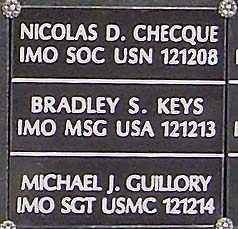 NICOLAS D. CHECQUE
IMO SOC USN 121208
BRADLEY S. KEYS
IMO MSG USA 121213
MICHAEL J. GUILLORY
IMO SGT USMC 121214